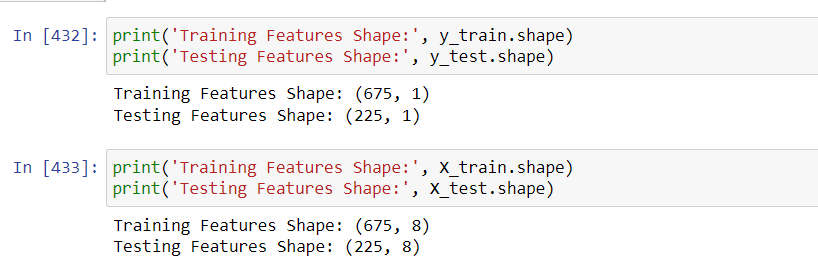 In [432]: print('Training Features Shape:', y_train.shape)
print('Testing Features Shape:', y_test.shape)
Training Features Shape: (675, 1)
Testing Features Shape: (225, 1)
In [433]: print('Training Features Shape:', X_train.shape)
print('Testing Features Shape:', X_test.shape)
Training Features Shape: (675, 8)
Testing Features Shape: (225, 8)